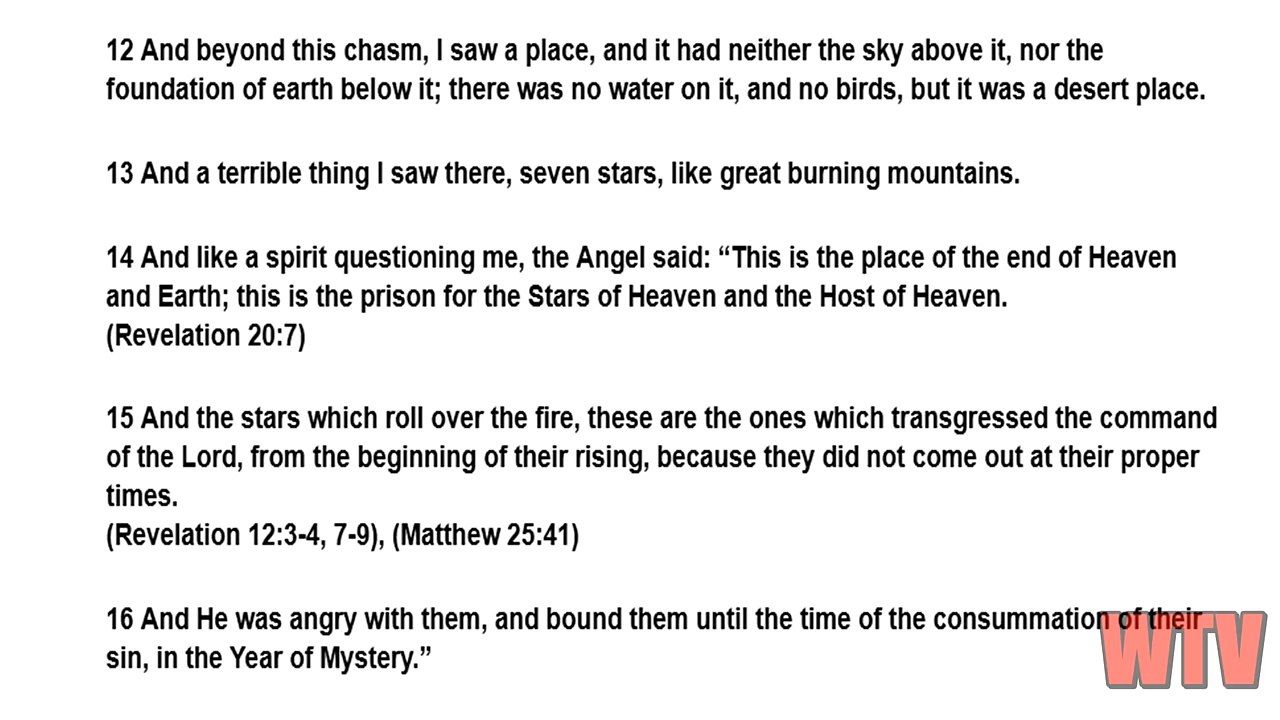 12 And beyond this chasm, I saw a place, and it had neither the sky above it, nor the
foundation of earth below it; there was no water on it, and no birds, but it was a desert place.
13 And a terrible thing I saw there, seven stars, like great burning mountains.
14 And like a spirit questioning me, the Angel said: “This is the place of the end of Heaven
and Earth; this is the prison for the Stars of Heaven and the Host of Heaven.
(Revelation 20:7)
15 And the stars which roll over the fire, these are the ones which transgressed the command
of the Lord, from the beginning of their rising, because they did not come out at their proper
times.
(Revelation 12:3-4, 7-9), (Matthew 25:41)
16 And He was angry with them, and bound them until the time of the consummation of their
sin, in the Year of Mystery.”
WTV